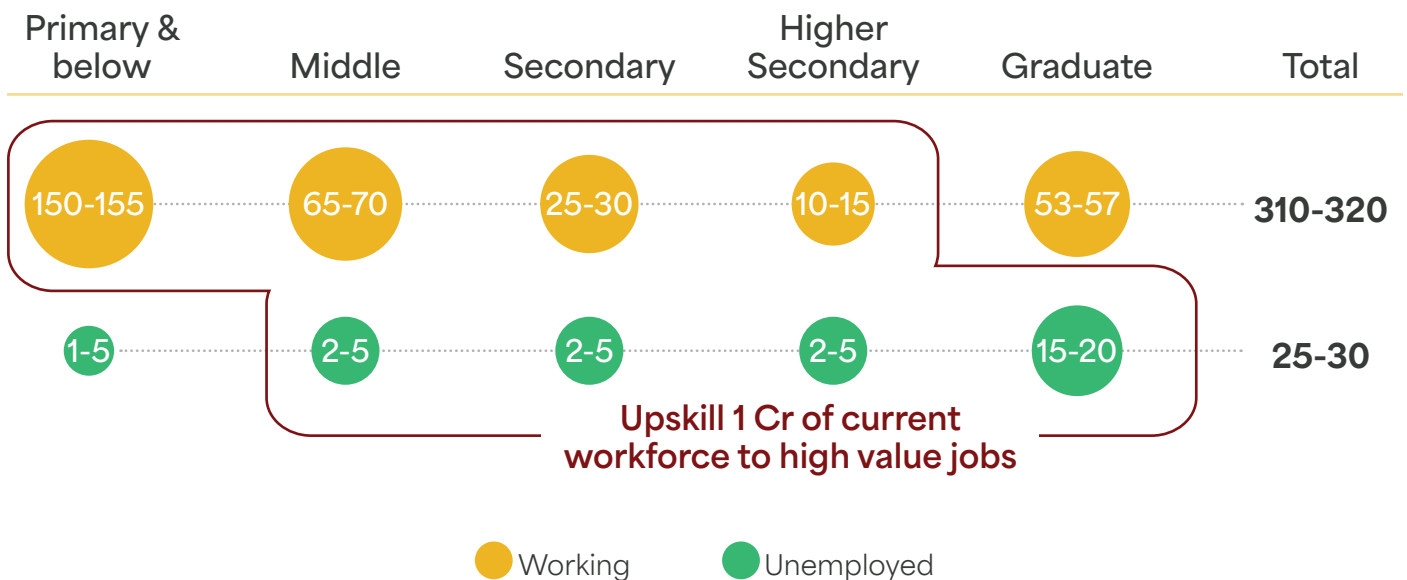 Primary &
below
Middle
Secondary
Higher
Secondary
Graduate
Total
150-155
65-70
25-30
10-15
53-57
310-320
1-5
2-5
2-5
2-5
15-20
25-30
Upskill 1 Cr of current
workforce to high value jobs
Working
Unemployed